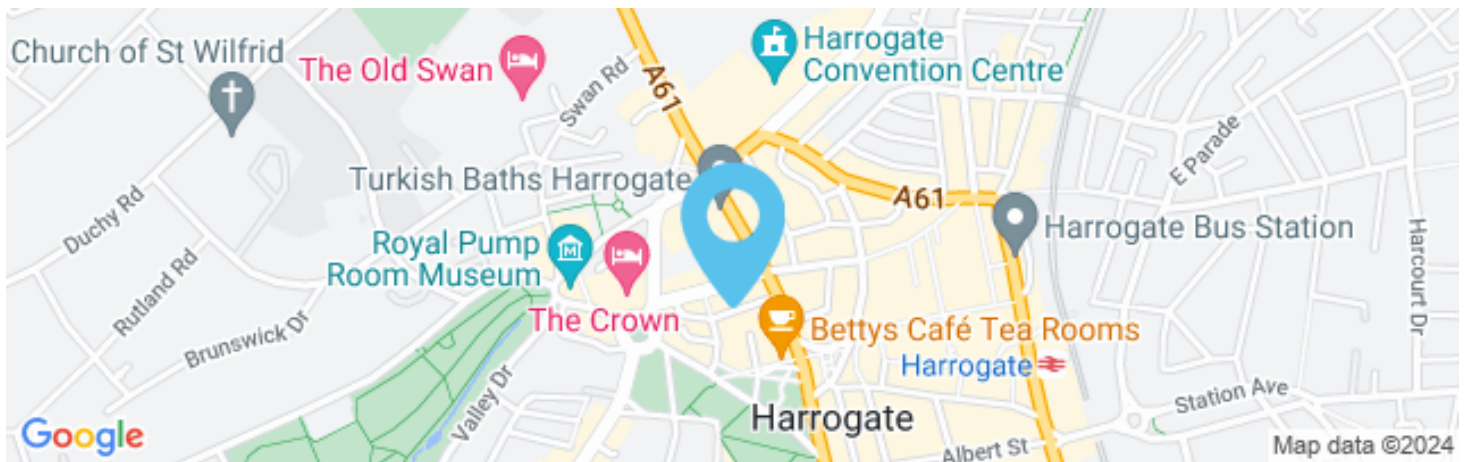 Church of St Wilfrid
The Old Swan
Swan Rd
A61
Harrogate
Convention Centre
E Parade
Turkish Baths Harrogate
A61
Duchy Rd
Royal Pump
Room Museum
Harrogate Bus Station
Harcourt Dr
Rutland Rd
Brunswick Dr
The Crown
Bettys Café Tea Rooms
Harrogate
Valley Dr
Station Ave
Harrogate
Albert St
Google
Map data ©2024